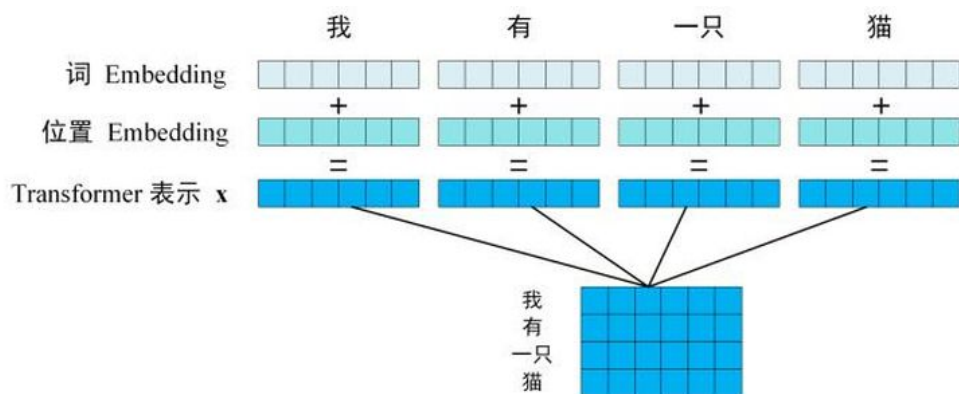 我 有 一只 猫
词 Embedding
+ + + +
位置 Embedding
= = = =
Transformer 表示 x
我
有
一只
猫